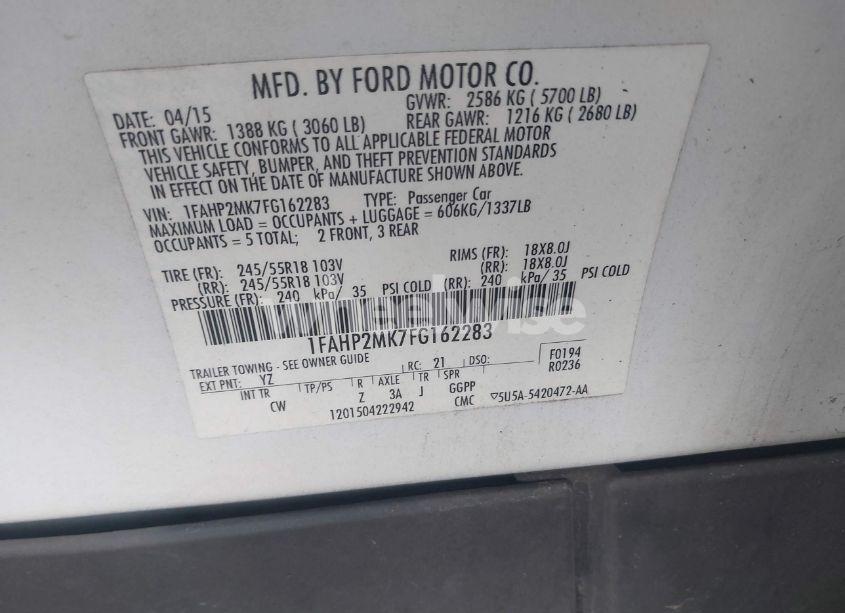 MFD. BY FORD MOTOR CO.
DATE: 04/15 GVWR: 2586 KG ( 5700 LB)
FRONT GAWR: 1388 KG ( 3060 LB) REAR GAWR: 1216 KG ( 2680 LB)
THIS VEHICLE CONFORMS TO ALL APPLICABLE FEDERAL MOTOR
VEHICLE SAFETY, BUMPER, AND THEFT PREVENTION STANDARDS
IN EFFECT ON THE DATE OF MANUFACTURE SHOWN ABOVE.
VIN: 1FAHP2MK7FG162283 TYPE: Passenger Car
MAXIMUM LOAD = OCCUPANTS + LUGGAGE = 606KG/1337LB
OCCUPANTS = 5 TOTAL; 2 FRONT, 3 REAR
TIRE (FR): 245/55R18 103V RIMS (FR): 18X8.0J
(RR): 245/55R18 103V (RR): 18X8.0J
PRESSURE (FR): 240 kPa/ 35 PSI COLD (RR): 240 kPa/ 35 PSI COLD
1FAHP2MK7FG162283
TRAILER TOWING - SEE OWNER GUIDE
EXT PNT: YZ RC: 21 DSO: F0194
R0236
INT TR TP/PS R AXLE TR SPR
CW Z 3A J GGPP
1201504222942 CMC ▽5U5A-5420472-AA